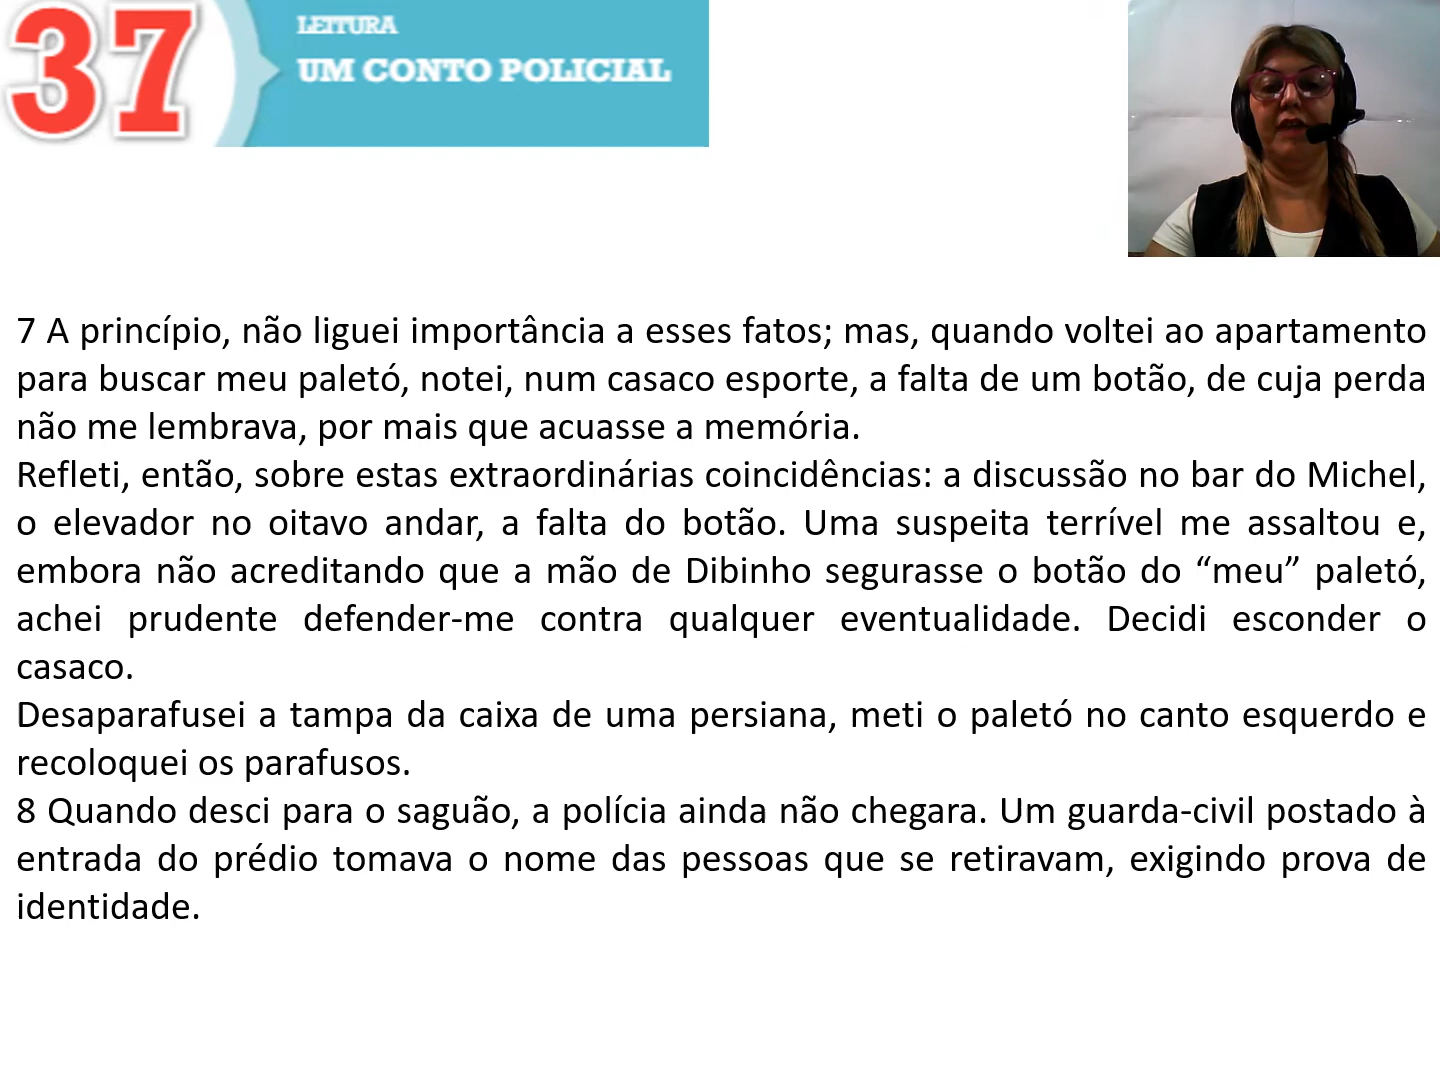 37
LEITURA
UM CONTO POLICIAL
7 A princípio, não liguei importância a esses fatos; mas, quando voltei ao apartamento
para buscar meu paletó, notei, num casaco esporte, a falta de um botão, de cuja perda
não me lembrava, por mais que acuasse a memória.
Refleti, então, sobre estas extraordinárias coincidências: a discussão no bar do Michel,
o elevador no oitavo andar, a falta do botão. Uma suspeita terrível me assaltou e,
embora não acreditando que a mão de Dibinho segurasse o botão do “meu” paletó,
achei prudente defender-me contra qualquer eventualidade. Decidi esconder o
casaco.
Desaparafusei a tampa da caixa de uma persiana, meti o paletó no canto esquerdo e
recoloquei os parafusos.
8 Quando desci para o saguão, a polícia ainda não chegara. Um guarda-civil postado à
entrada do prédio tomava o nome das pessoas que se retiravam, exigindo prova de
identidade.